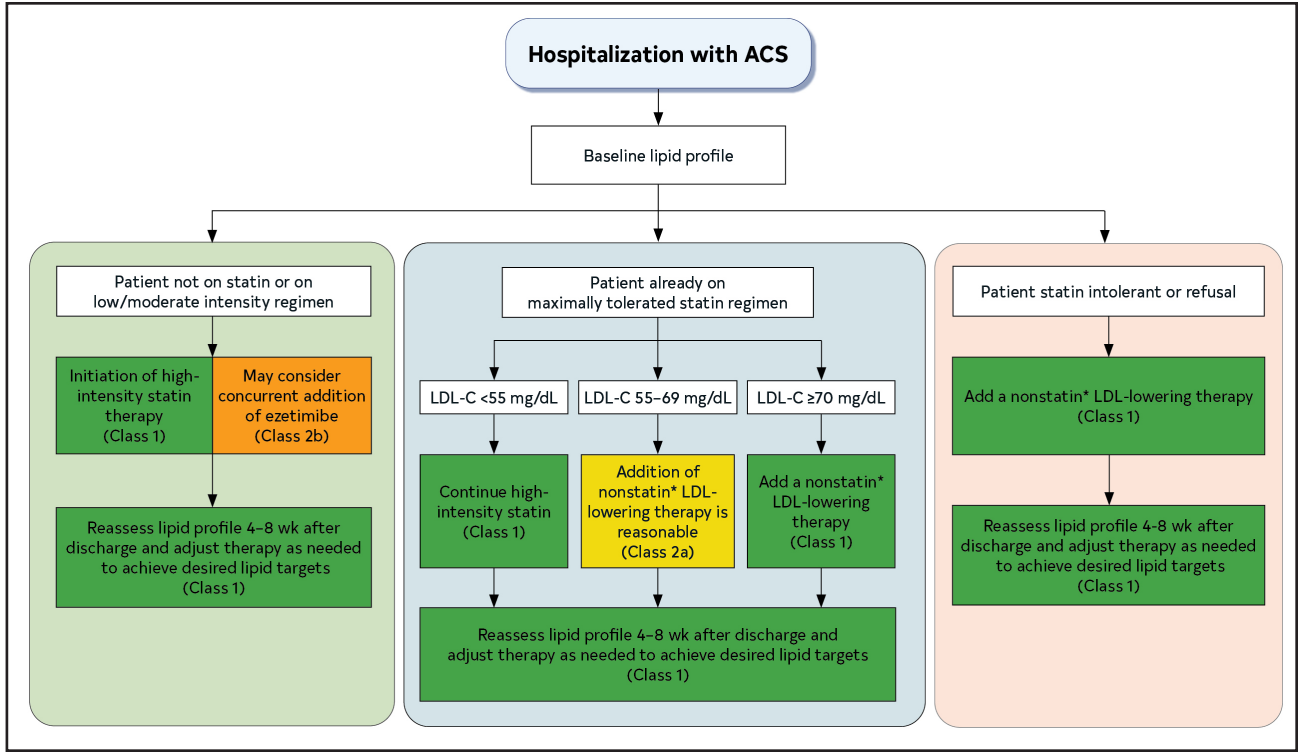 Hospitalization with ACS
Baseline lipid profile
Patient not on statin or on
low/moderate intensity regimen
Initiation of high-
intensity statin
therapy
(Class 1)
May consider
concurrent addition
of ezetimibe
(Class 2b)
Reassess lipid profile 4–8 wk after
discharge and adjust therapy as needed
to achieve desired lipid targets
(Class 1)
Patient already on
maximally tolerated statin regimen
LDL-C <55 mg/dL
LDL-C 55–69 mg/dL
LDL-C ≥70 mg/dL
Continue high-
intensity statin
(Class 1)
Addition of
nonstatin* LDL-
lowering therapy is
reasonable
(Class 2a)
Add a nonstatin*
LDL-lowering
therapy
(Class 1)
Reassess lipid profile 4–8 wk after discharge and
adjust therapy as needed to achieve desired lipid targets
(Class 1)
Patient statin intolerant or refusal
Add a nonstatin* LDL-lowering therapy
(Class 1)
Reassess lipid profile 4-8 wk after
discharge and adjust therapy as needed
to achieve desired lipid targets
(Class 1)